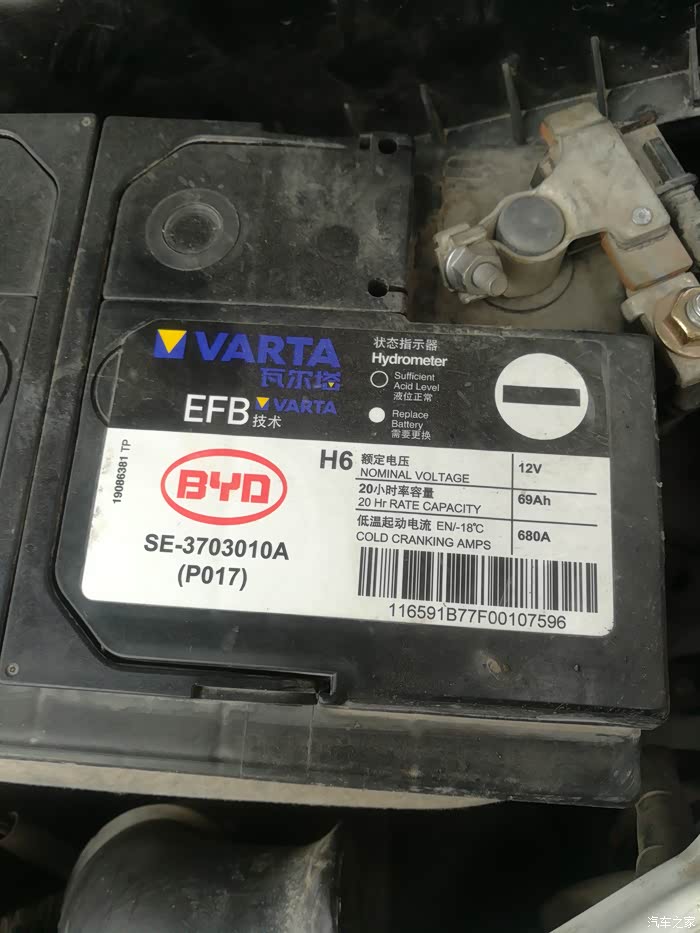 VARTA
瓦尔塔
EFB VARTA
技术
状态指示器
Hydrometer
Sufficient
Acid Level
液位正常
Replace
Battery
需要更换
19086381 TP
BYD
SE-3703010A
(P017)
H6 额定电压
NOMINAL VOLTAGE 12V
20小时率容量
20 Hr RATE CAPACITY 69Ah
低温起动电流 EN/-18℃
COLD CRANKING AMPS 680A
116591B77F00107596
汽车之家